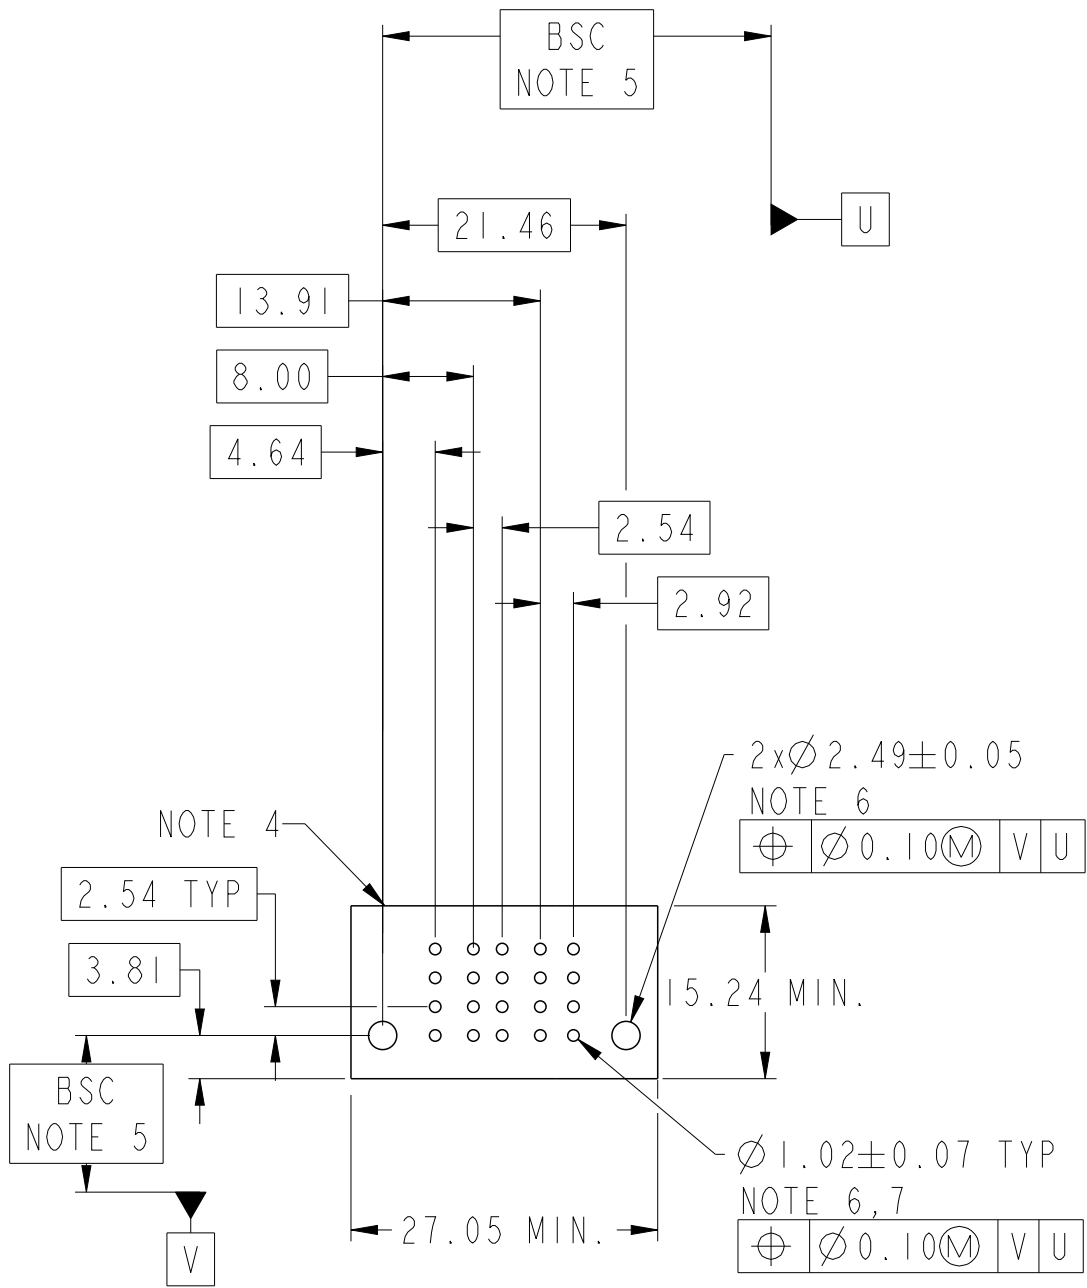 BSC
NOTE 5
U
21.46
13.91
8.00
4.64
2.54
2.92
2x⌀2.49±0.05
NOTE 6
⌖ ⌀0.10Ⓜ V U
NOTE 4
2.54 TYP
3.81
15.24 MIN.
BSC
NOTE 5
V
27.05 MIN.
⌀1.02±0.07 TYP
NOTE 6,7
⌖ ⌀0.10Ⓜ V U